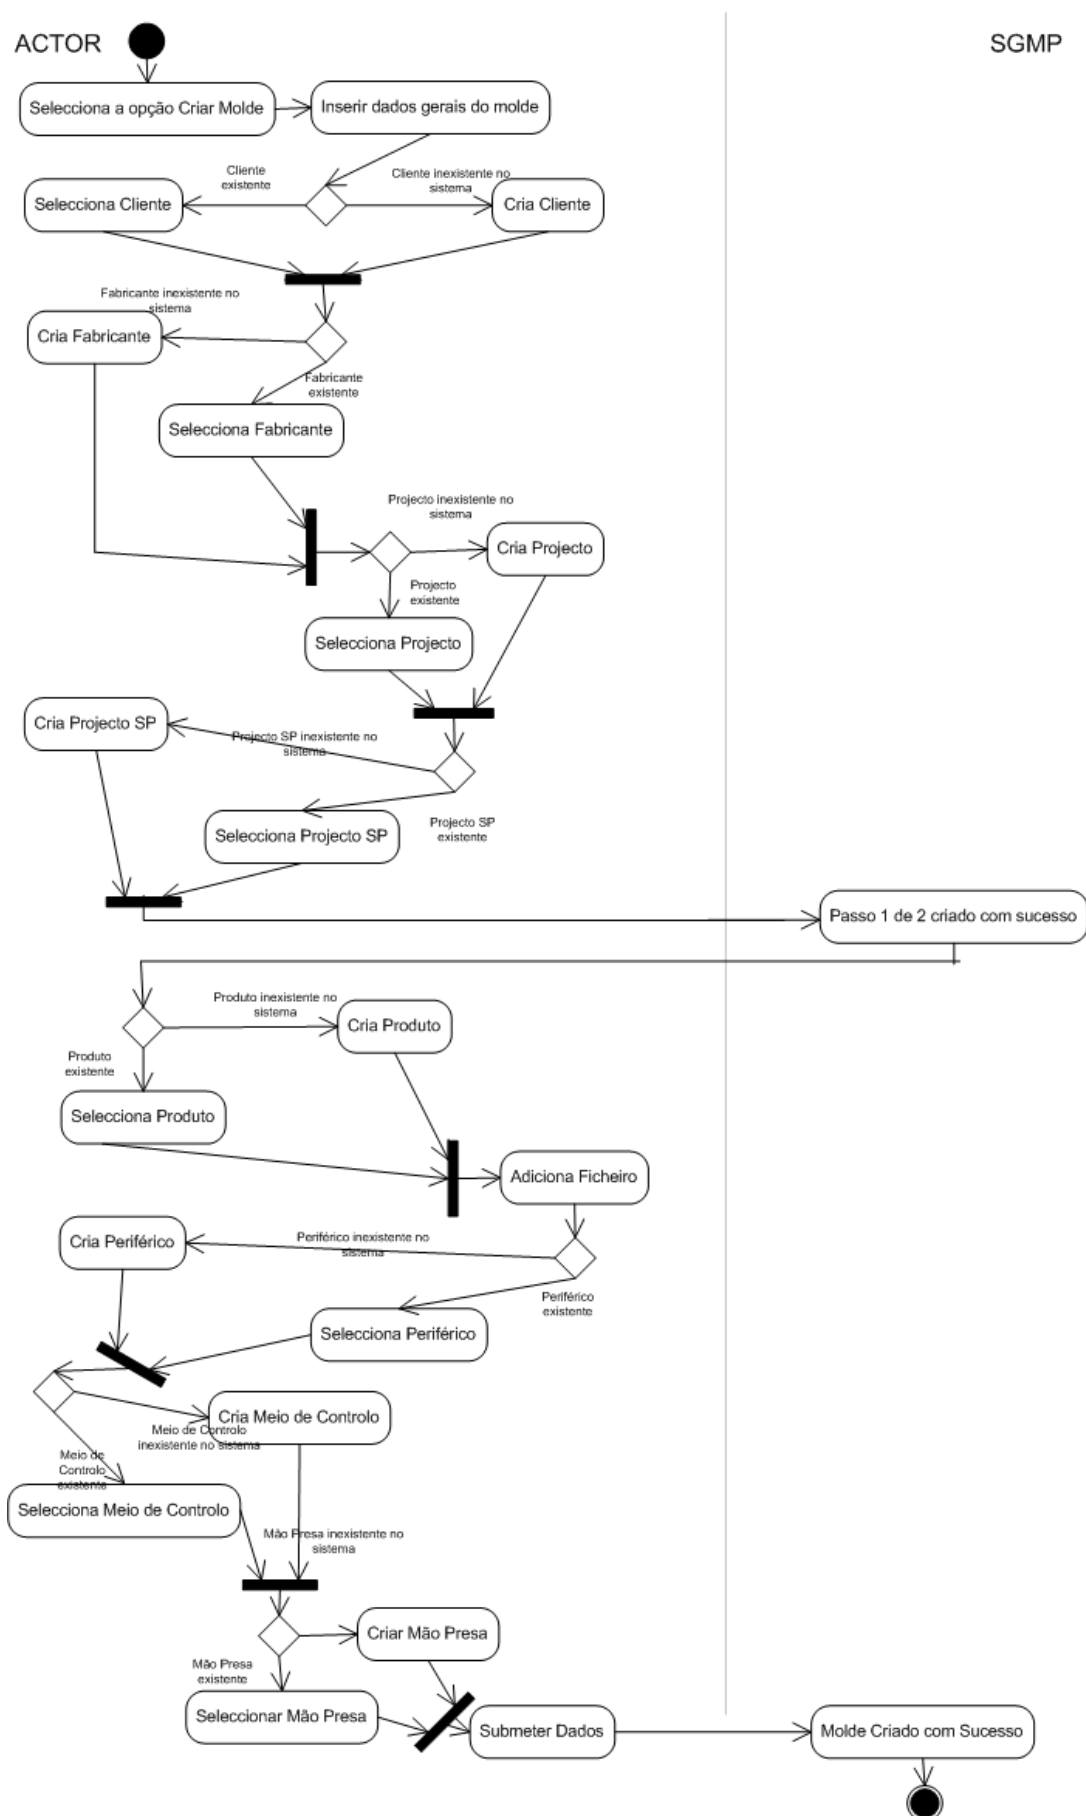 ACTOR
SGMP
Selecciona a opção Criar Molde
Inserir dados gerais do molde
Cliente
existente
Cliente inexistente no
sistema
Selecciona Cliente
Cria Cliente
Fabricante inexistente no
sistema
Cria Fabricante
Fabricante
existente
Selecciona Fabricante
Projecto inexistente no
sistema
Cria Projecto
Projecto
existente
Selecciona Projecto
Cria Projecto SP
Projecto SP inexistente no
sistema
Projecto SP
existente
Selecciona Projecto SP
Passo 1 de 2 criado com sucesso
Produto inexistente no
sistema
Cria Produto
Produto
existente
Selecciona Produto
Adiciona Ficheiro
Cria Periférico
Periférico inexistente no
sistema
Periférico
existente
Selecciona Periférico
Cria Meio de Controlo
Meio de Controlo
inexistente no sistema
Meio de
Controlo
existente
Selecciona Meio de Controlo
Mão Presa inexistente no
sistema
Criar Mão Presa
Mão Presa
existente
Seleccionar Mão Presa
Submeter Dados
Molde Criado com Sucesso